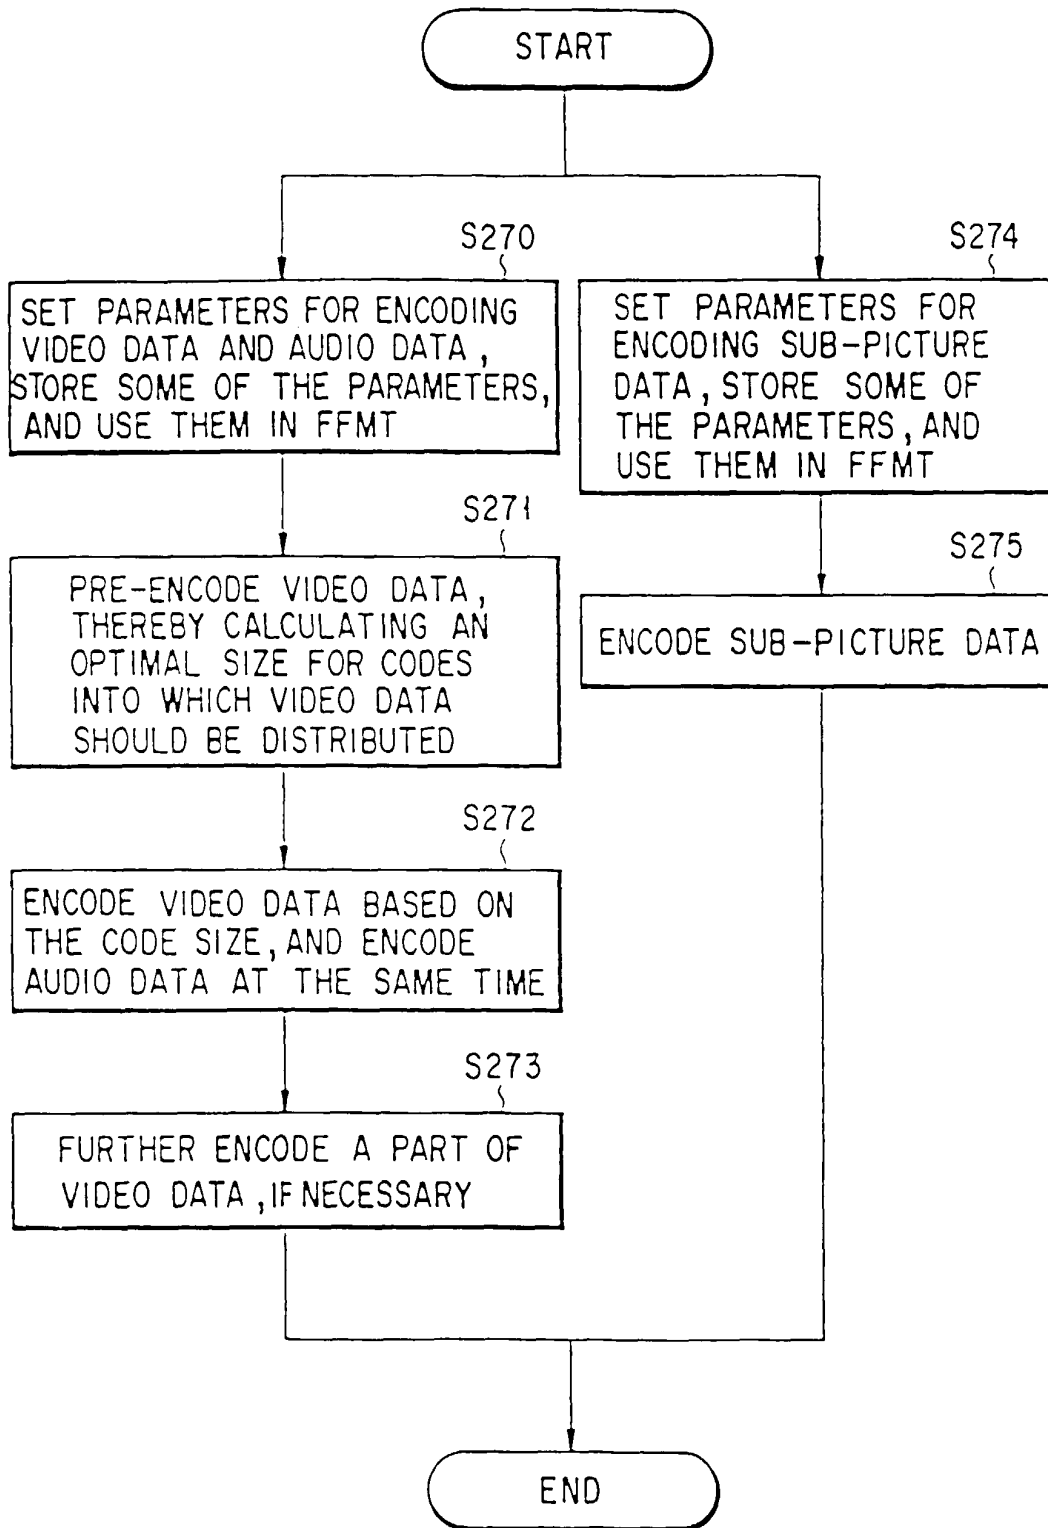 START
S270
SET PARAMETERS FOR ENCODING
VIDEO DATA AND AUDIO DATA,
STORE SOME OF THE PARAMETERS,
AND USE THEM IN FFMT
S271
PRE-ENCODE VIDEO DATA,
THEREBY CALCULATING AN
OPTIMAL SIZE FOR CODES
INTO WHICH VIDEO DATA
SHOULD BE DISTRIBUTED
S272
ENCODE VIDEO DATA BASED ON
THE CODE SIZE, AND ENCODE
AUDIO DATA AT THE SAME TIME
S273
FURTHER ENCODE A PART OF
VIDEO DATA, IF NECESSARY
S274
SET PARAMETERS FOR
ENCODING SUB-PICTURE
DATA, STORE SOME OF
THE PARAMETERS, AND
USE THEM IN FFMT
S275
ENCODE SUB-PICTURE DATA
END